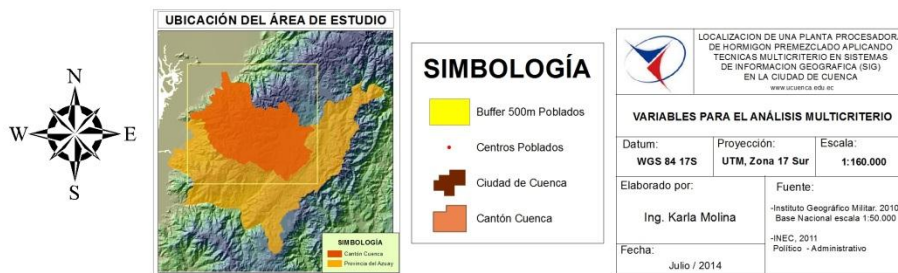 N
W
E
S
UBICACIÓN DEL ÁREA DE ESTUDIO
SIMBOLOGÍA
Cantón Cuenca
Provincia del Azuay
SIMBOLOGÍA
Buffer 500m Poblados
Centros Poblados
Ciudad de Cuenca
Cantón Cuenca
LOCALIZACION DE UNA PLANTA PROCESADORA
DE HORMIGON PREMEZCLADO APLICANDO
TECNICAS MULTICRITERIO EN SISTEMAS
DE INFORMACION GEOGRAFICA (SIG)
EN LA CIUDAD DE CUENCA
www.ucuenca.edu.ec
VARIABLES PARA EL ANÁLISIS MULTICRITERIO
Datum:
WGS 84 17S
Proyección:
UTM, Zona 17 Sur
Escala:
1:160.000
Elaborado por:
Ing. Karla Molina
Fecha:
Julio / 2014
Fuente:
-Instituto Geográfico Militar. 2010
Base Nacional escala 1:50.000
-INEC, 2011
Político - Administrativo